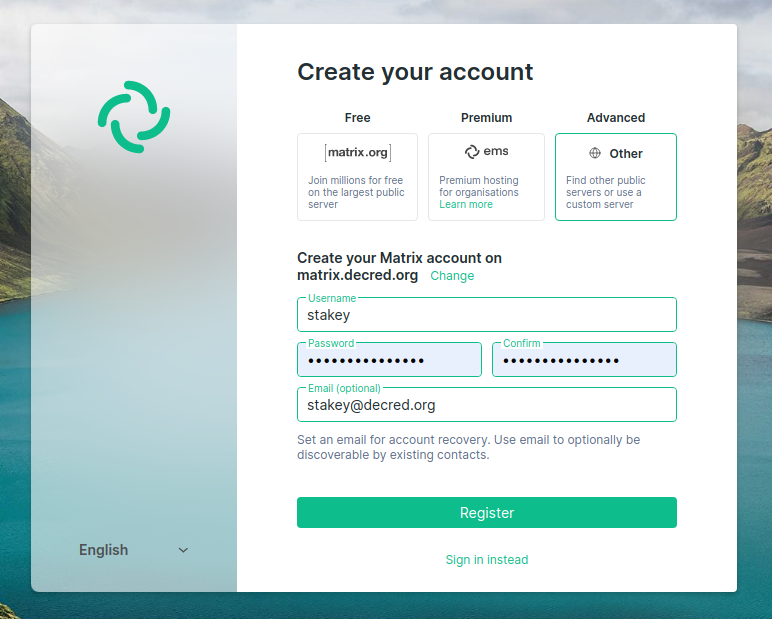 Create your account
Free
Premium
Advanced
[matrix.org]
ems
Other
Join millions for free
on the largest public
server
Premium hosting
for organisations
Learn more
Find other public
servers or use a
custom server
Create your Matrix account on
matrix.decred.org Change
Username
stakey
Password
•••••••••••••••
Confirm
•••••••••••••••
Email (optional)
stakey@decred.org
Set an email for account recovery. Use email to optionally be
discoverable by existing contacts.
Register
Sign in instead
English